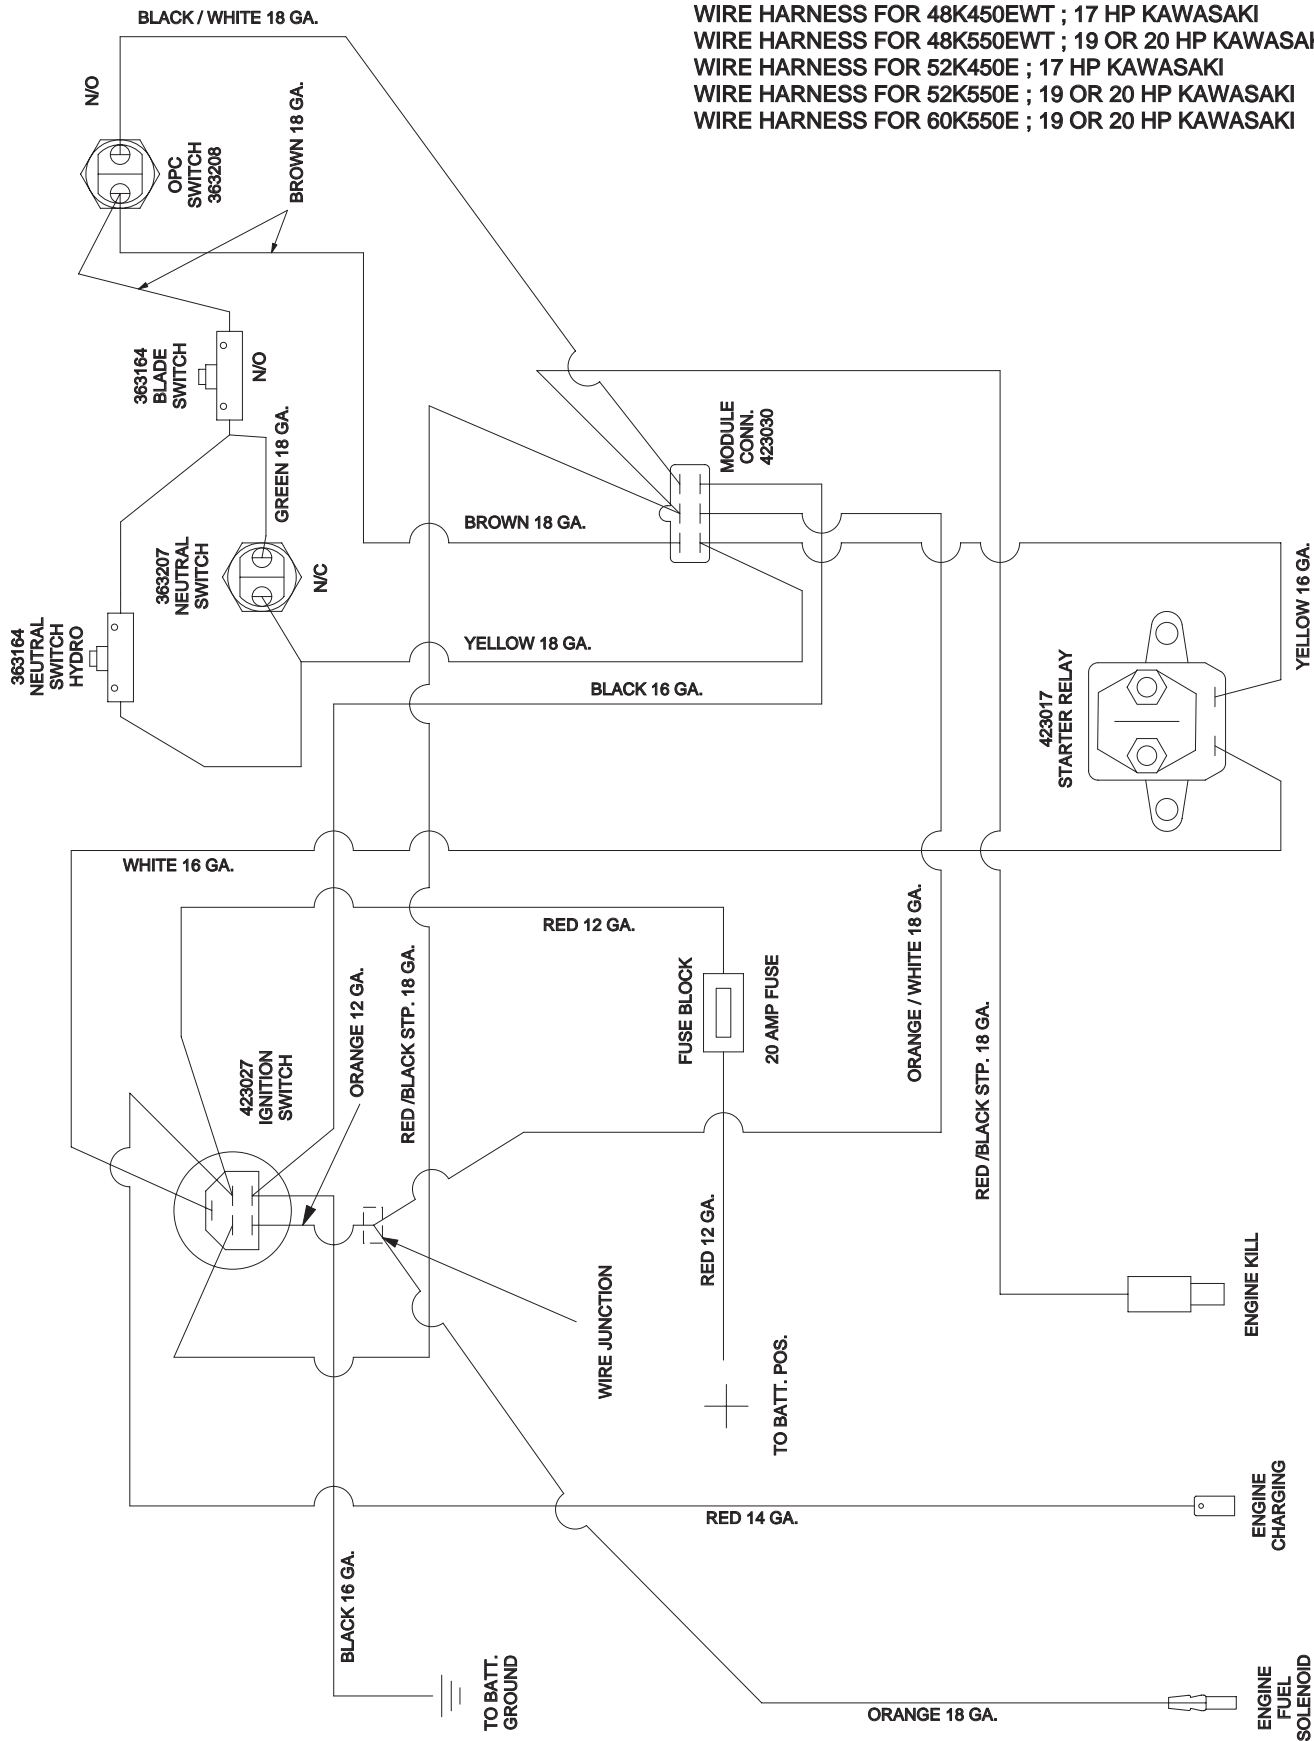 WIRE HARNESS FOR 48K450EWT ; 17 HP KAWASAKI
WIRE HARNESS FOR 48K550EWT ; 19 OR 20 HP KAWASA
WIRE HARNESS FOR 52K450E ; 17 HP KAWASAKI
WIRE HARNESS FOR 52K550E ; 19 OR 20 HP KAWASAKI
WIRE HARNESS FOR 60K550E ; 19 OR 20 HP KAWASAKI
BLACK / WHITE 18 GA.
N/O
OPC
SWITCH
363208
BROWN 18 GA.
363164
BLADE
SWITCH
N/O
GREEN 18 GA.
MODULE
CONN.
423030
BROWN 18 GA.
363207
NEUTRAL
SWITCH
N/C
363164
NEUTRAL
SWITCH
HYDRO
YELLOW 18 GA.
BLACK 16 GA.
YELLOW 16 GA.
423017
STARTER RELAY
WHITE 16 GA.
RED 12 GA.
ORANGE 12 GA.
RED /BLACK STP. 18 GA.
FUSE BLOCK
20 AMP FUSE
ORANGE / WHITE 18 GA.
RED /BLACK STP. 18 GA.
423027
IGNITION
SWITCH
RED 12 GA.
WIRE JUNCTION
TO BATT. POS.
ENGINE KILL
RED 14 GA.
ENGINE
CHARGING
BLACK 16 GA.
TO BATT.
GROUND
ORANGE 18 GA.
ENGINE
FUEL
SOLENOID